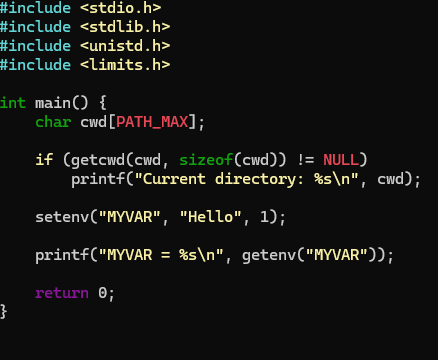 #include <stdio.h>
#include <stdlib.h>
#include <unistd.h>
#include <limits.h>

int main() {
    char cwd[PATH_MAX];

    if (getcwd(cwd, sizeof(cwd)) != NULL)
        printf("Current directory: %s\n", cwd);

    setenv("MYVAR", "Hello", 1);

    printf("MYVAR = %s\n", getenv("MYVAR"));

    return 0;
}